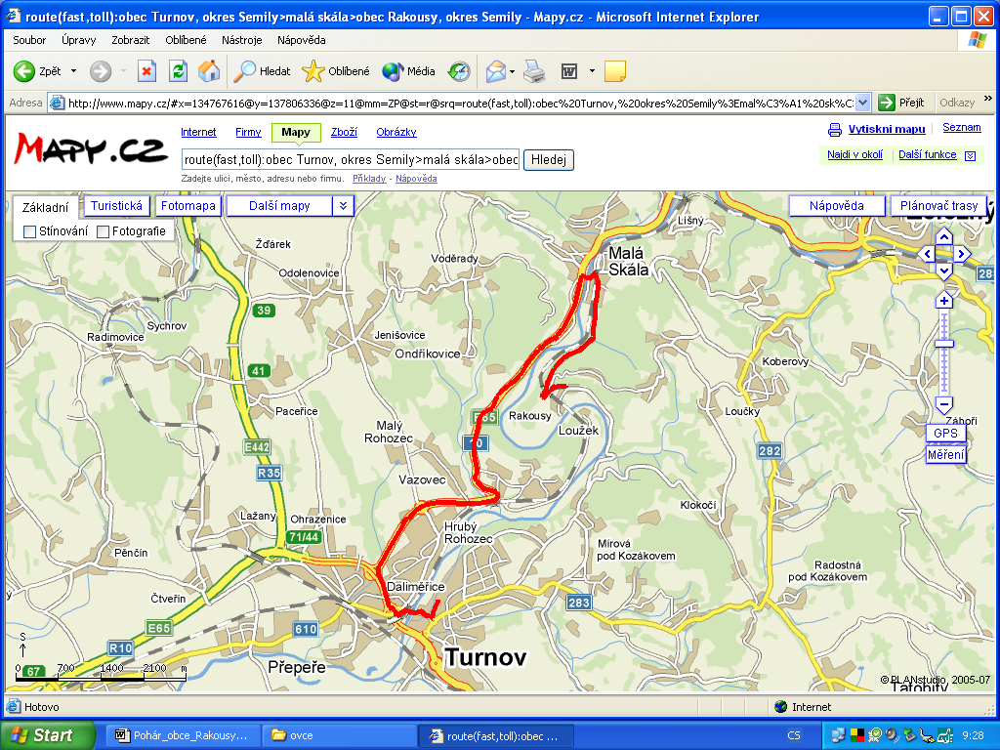 route(fast,toll):obec Turnov, okres Semily>malá skála>obec Rakousy, okres Semily - Mapy.cz - Microsoft Internet Explorer
Soubor Úpravy Zobrazit Oblíbené Nástroje Nápověda
Zpět Hledat Oblíbené Média
Adresa http://www.mapy.cz/#x=134767616@y=137806336@z=11@mm=ZP@st=r@srq=route(fast,toll):obec%20Turnov,%20okres%20Semily%3Emal%C3%A1%20sk%C3 Přejít Odkazy »
MAPY.CZ
Internet Firmy Mapy Zboží Obrázky
Vytiskni mapu Seznam
route(fast,toll):obec Turnov, okres Semily>malá skála>obec Hledej
Najdi v okolí Další funkce
Zadejte ulici, město, adresu nebo firmu. Příklady - Nápověda
Základní Turistická Fotomapa Další mapy
Nápověda Plánovač trasy
Stínování Fotografie
Líšný
Žďárek
Malá
Skála
Voděrady
Odolenovice
39
Sychrov
Radimovice
Jenišovice
Ondříkovice
Koberovy
41
Paceřice
Rakousy
E65
Loužek
Loučky
Záhoří
Malý
Rohozec
GPS
E442
10
282
Měření
R35
Vazovec
Klokočí
Lažany
Ohrazenice
Hrubý
Rohozec
71/44
Mírová
pod Kozákovem
Pěnčín
Radostná
pod Kozákovem
Daliměřice
Čtveřín
283
E65
610
S
R10
Turnov
67
0 700 1400 2100 m
Přepeře
©PLANstudio, 2005-07
Tatobity
Hotovo Internet
Start Pohár_obce_Rakousy... ovce route(fast,toll):obec ... CS 9:28